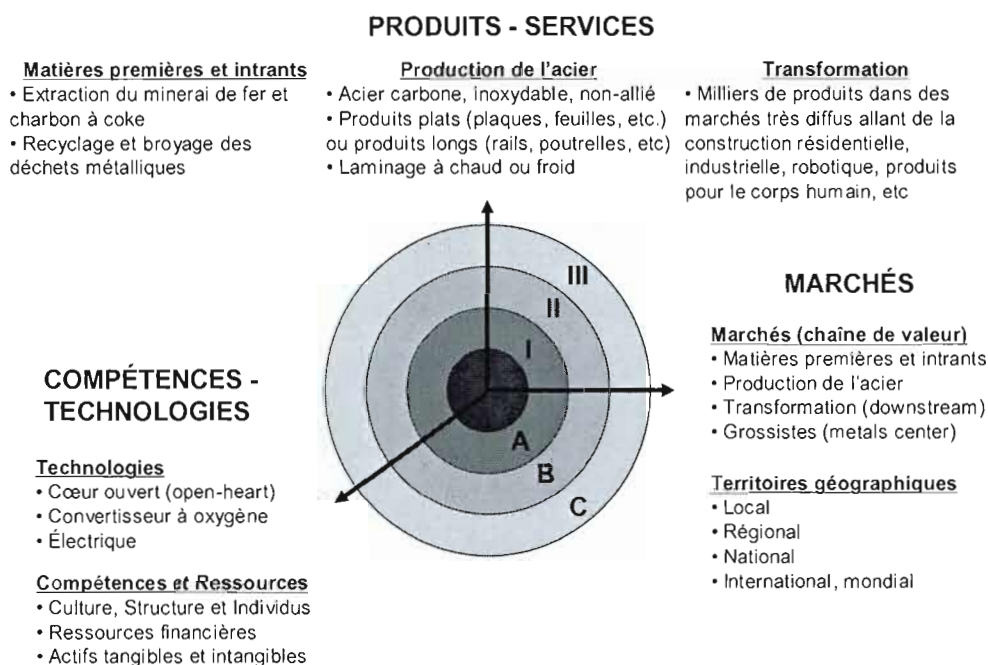 PRODUITS - SERVICES
Matières premières et intrants
• Extraction du minerai de fer et
charbon à coke
• Recyclage et broyage des
déchets métalliques
Production de l'acier
• Acier carbone, inoxydable, non-allié
• Produits plats (plaques, feuilles, etc.)
ou produits longs (rails, poutrelles, etc)
• Laminage à chaud ou froid
Transformation
• Milliers de produits dans des
marchés très diffus allant de la
construction résidentielle,
industrielle, robotique, produits
pour le corps humain, etc
III
II
I
A
B
C
MARCHÉS
Marchés (chaîne de valeur)
• Matières premières et intrants
• Production de l'acier
• Transformation (downstream)
• Grossistes (metals center)
Territoires géographiques
• Local
• Régional
• National
• International, mondial
COMPÉTENCES -
TECHNOLOGIES
Technologies
• Cœur ouvert (open-heart)
• Convertisseur à oxygène
• Électrique
Compétences et Ressources
• Culture, Structure et Individus
• Ressources financières
• Actifs tangibles et intangibles